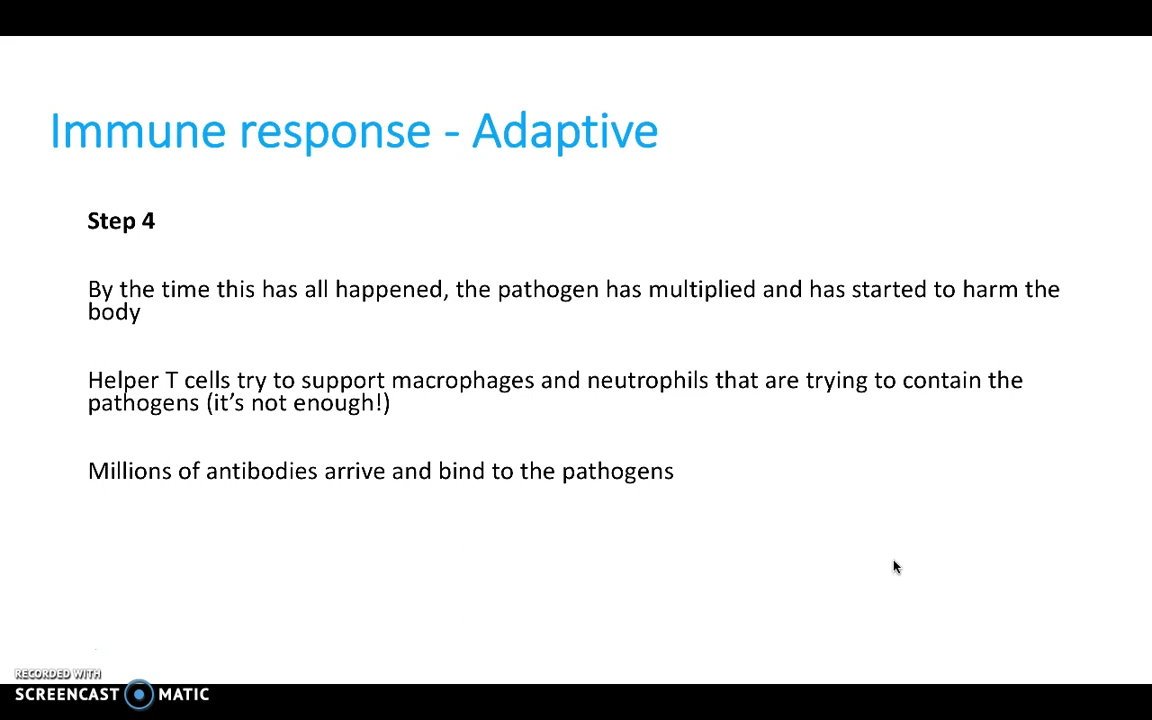 Immune response - Adaptive
Step 4
By the time this has all happened, the pathogen has multiplied and has started to harm the
body
Helper T cells try to support macrophages and neutrophils that are trying to contain the
pathogens (it's not enough!)
Millions of antibodies arrive and bind to the pathogens
RECORDED WITH
SCREENCAST MATIC